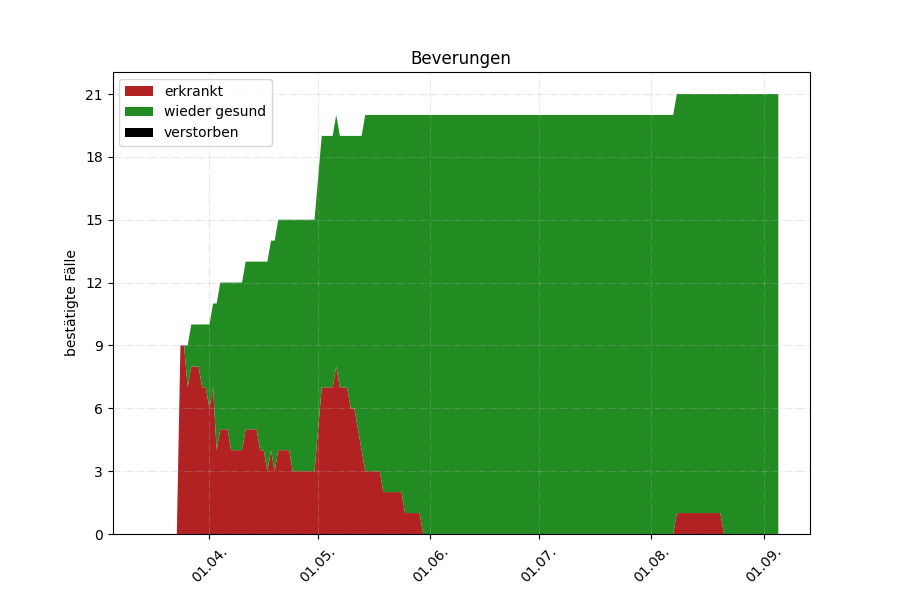 Beverungen
erkrankt
wieder gesund
verstorben
bestätigte Fälle
21
18
15
12
9
6
3
0
01.04.
01.05.
01.06.
01.07.
01.08.
01.09.